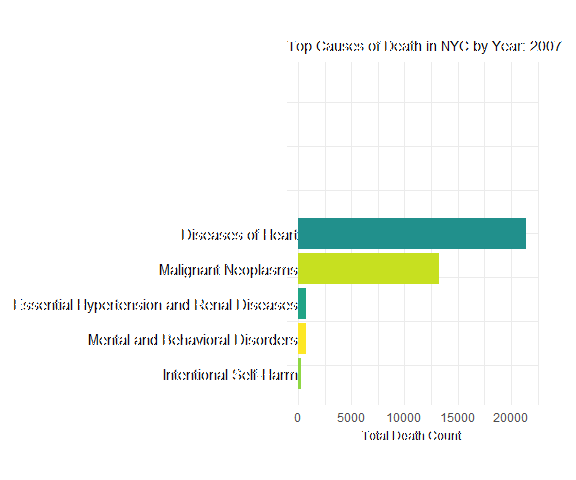 Top Causes of Death in NYC by Year: 2007
Diseases of Heart
Malignant Neoplasms
Essential Hypertension and Renal Diseases
Mental and Behavioral Disorders
Intentional Self-Harm
0 5000 10000 15000 20000
Total Death Count